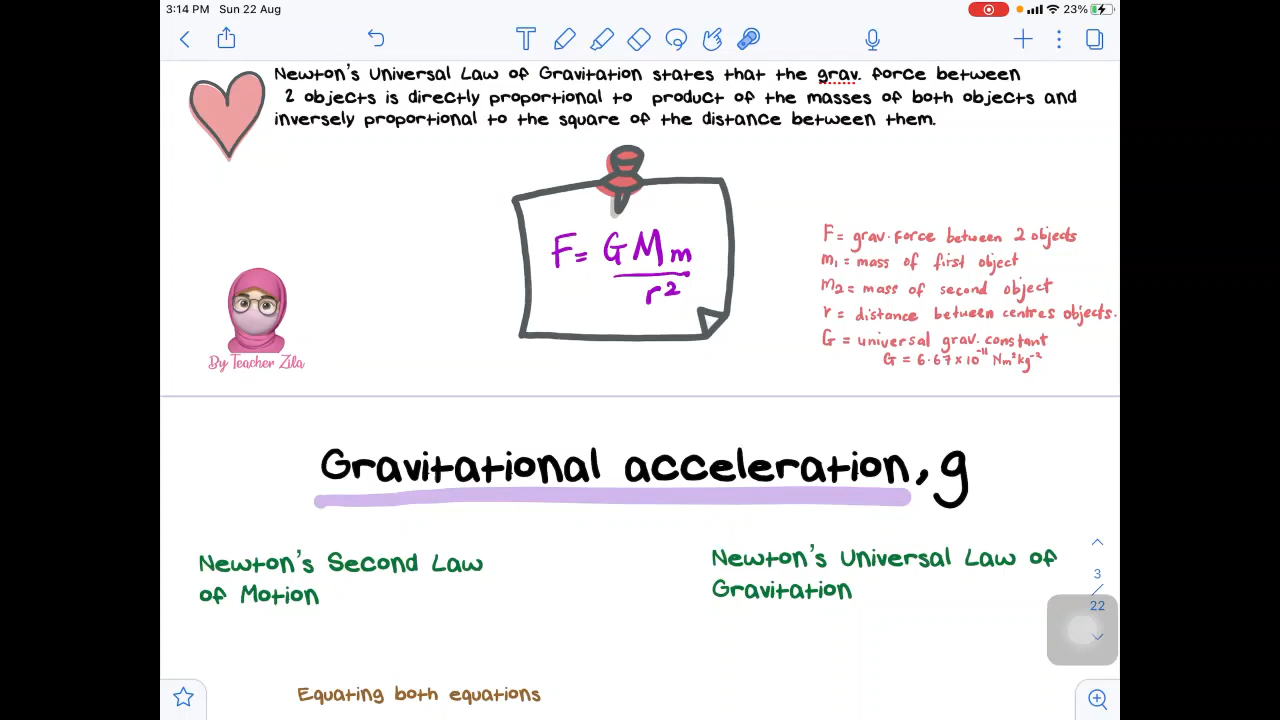 3:14 PM Sun 22 Aug
23%
Newton's Universal Law of Gravitation states that the grav. force between
2 objects is directly proportional to product of the masses of both objects and
inversely proportional to the square of the distance between them.
F = GMm
r²
F = grav. force between 2 objects
m₁ = mass of first object
m₂ = mass of second object
r = distance between centres objects.
G = universal grav. constant
G = 6.67 × 10⁻¹¹ Nm²kg⁻²
By Teacher Zila
Gravitational acceleration, g
Newton's Second Law
of Motion
Newton's Universal Law of
Gravitation
3
/
22
Equating both equations